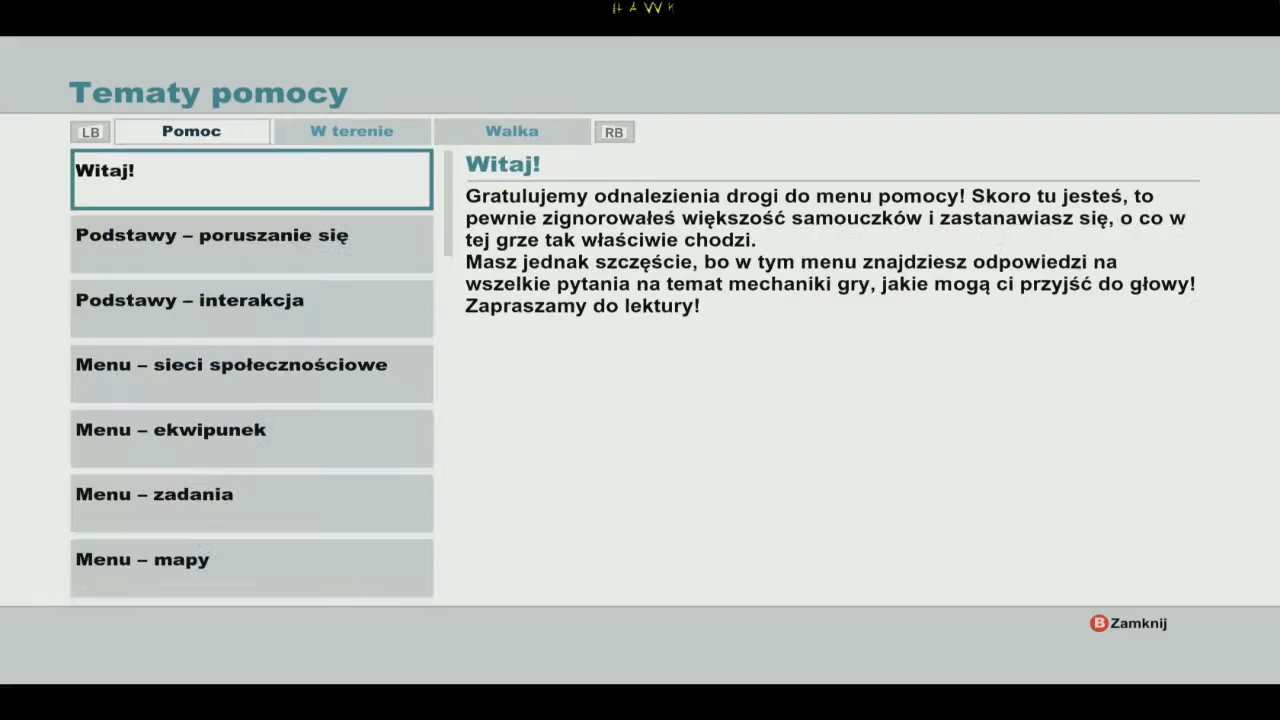 HAWK
Tematy pomocy
LB Pomoc W terenie Walka RB
Witaj!
Podstawy – poruszanie się
Podstawy – interakcja
Menu – sieci społecznościowe
Menu – ekwipunek
Menu – zadania
Menu – mapy
Witaj!
Gratulujemy odnalezienia drogi do menu pomocy! Skoro tu jesteś, to
pewnie zignorowałeś większość samouczków i zastanawiasz się, o co w
tej grze tak właściwie chodzi.
Masz jednak szczęście, bo w tym menu znajdziesz odpowiedzi na
wszelkie pytania na temat mechaniki gry, jakie mogą ci przyjść do głowy!
Zapraszamy do lektury!
B Zamknij